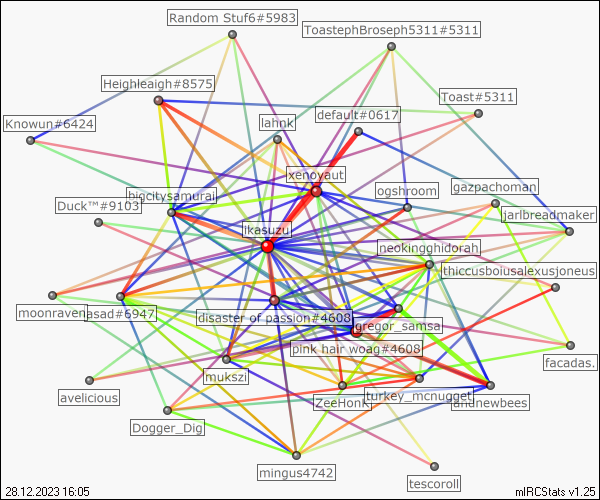 Random Stuf6#5983
ToastephBroseph5311#5311
Heighleaigh#8575
Toast#5311
default#0617
Knowun#6424
lahnk
xenoyaut
ogshroom
gazpachoman
bigcitysamurai
Duck™#9103
jarlbreadmaker
Ikasuzu
neokingghidorah
thiccusboiusalexusjoneus
moonraven
asad#6947
disaster of passion#4608
gregor_samsa
pink hair woag#4608
facadas.
mukszi
avelicious
ZeeHonk
turkey_mcnugget
andnewbees
Dogger_Dig
mingus4742
tescoroll
28.12.2023 16:05
mIRCStats v1.25